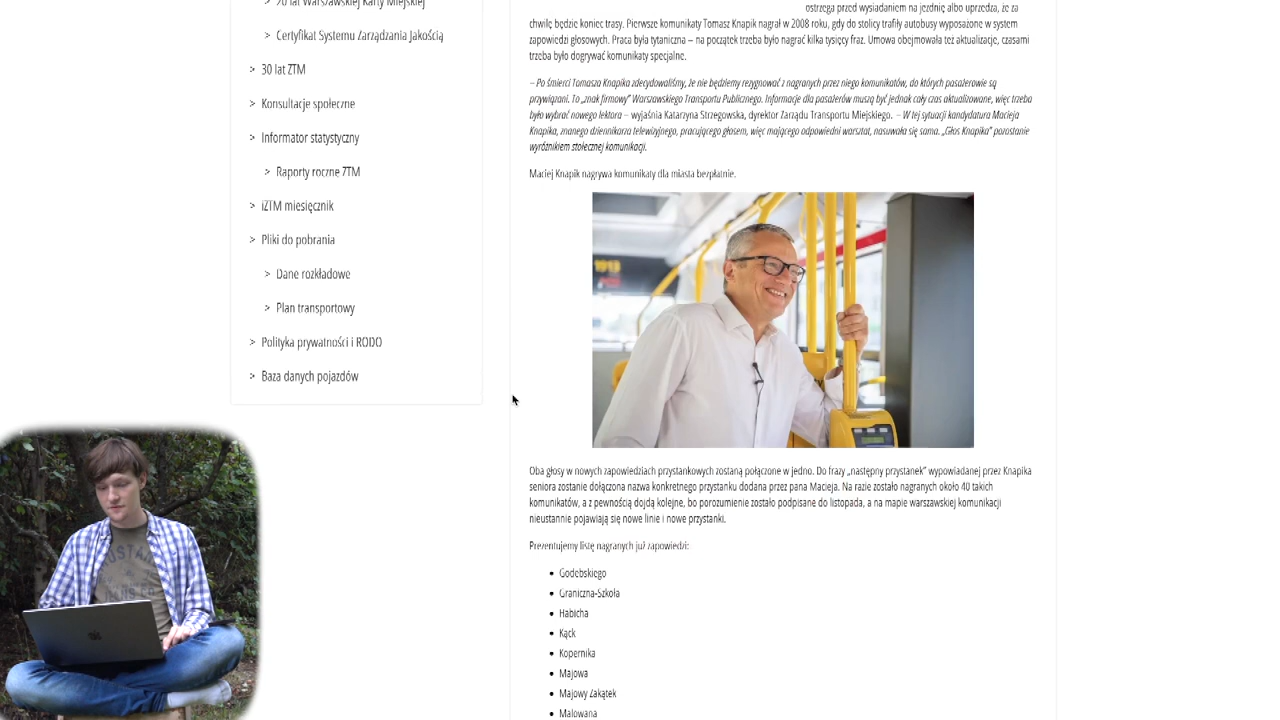 > 20 lat Warszawskiej Karty Miejskiej
> Certyfikat Systemu Zarządzania Jakością
> 30 lat ZTM
> Konsultacje społeczne
> Informator statystyczny
> Raporty roczne ZTM
> iZTM miesięcznik
> Pliki do pobrania
> Dane rozkładowe
> Plan transportowy
> Polityka prywatności i RODO
> Baza danych pojazdów
ostrzega przed wysiadaniem na jezdnię albo uprzedza, że za
chwilę będzie koniec trasy. Pierwsze komunikaty Tomasz Knapik nagrał w 2008 roku, gdy do stolicy trafiły autobusy wyposażone w system
zapowiedzi głosowych. Praca była tytaniczna – na początek trzeba było nagrać kilka tysięcy fraz. Umowa obejmowała też aktualizacje, czasami
trzeba było dogrywać komunikaty specjalne.
– Po śmierci Tomasza Knapika zdecydowaliśmy, że nie będziemy rezygnować z nagranych przez niego komunikatów, do których pasażerowie są
przywiązani. To „znak firmowy” Warszawskiego Transportu Publicznego. Informacje dla pasażerów muszą być jednak cały czas aktualizowane, więc trzeba
było wybrać nowego lektora – wyjaśnia Katarzyna Strzegowska, dyrektor Zarządu Transportu Miejskiego. – W tej sytuacji kandydatura Macieja
Knapika, znanego dziennikarza telewizyjnego, pracującego głosem, więc mającego odpowiedni warsztat, nasuwała się sama. „Głos Knapika” pozostanie
wyróżnikiem stołecznej komunikacji.
Maciej Knapik nagrywa komunikaty dla miasta bezpłatnie.
Oba głosy w nowych zapowiedziach przystankowych zostaną połączone w jedno. Do frazy „następny przystanek” wypowiadanej przez Knapika
seniora zostanie dołączona nazwa konkretnego przystanku dodana przez pana Macieja. Na razie zostało nagranych około 40 takich
komunikatów, a z pewnością dojdą kolejne, bo porozumienie zostało podpisane do listopada, a na mapie warszawskiej komunikacji
nieustannie pojawiają się nowe linie i nowe przystanki.
Prezentujemy listę nagranych już zapowiedzi:
• Godebskiego
• Graniczna-Szkoła
• Habicha
• Kąck
• Kopernika
• Majowa
• Majowy Zakątek
• Malowana